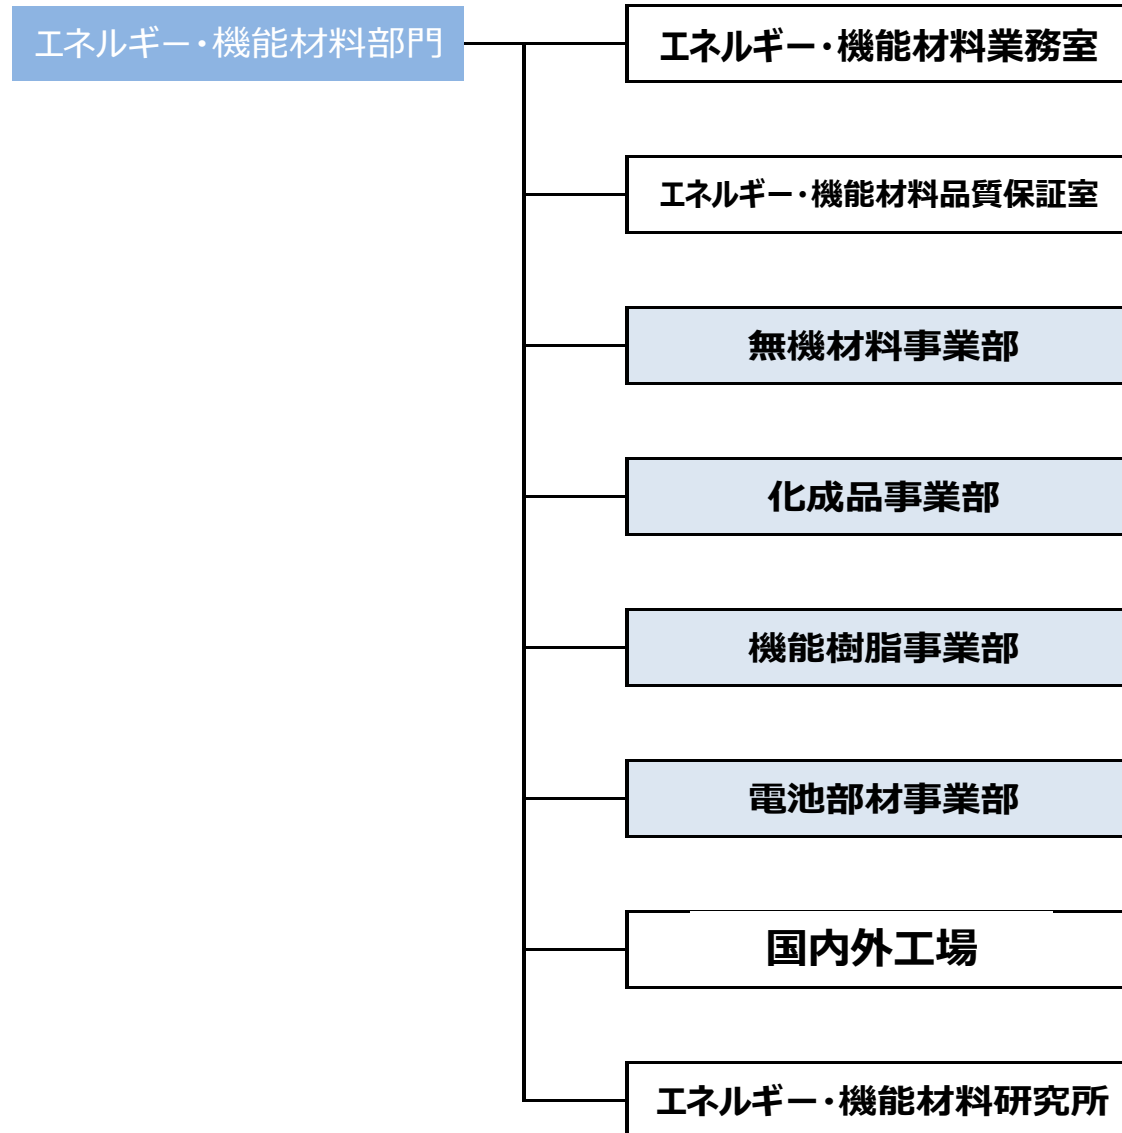 エネルギー・機能材料部門
エネルギー・機能材料業務室
エネルギー・機能材料品質保証室
無機材料事業部
化成品事業部
機能樹脂事業部
電池部材事業部
国内外工場
エネルギー・機能材料研究所